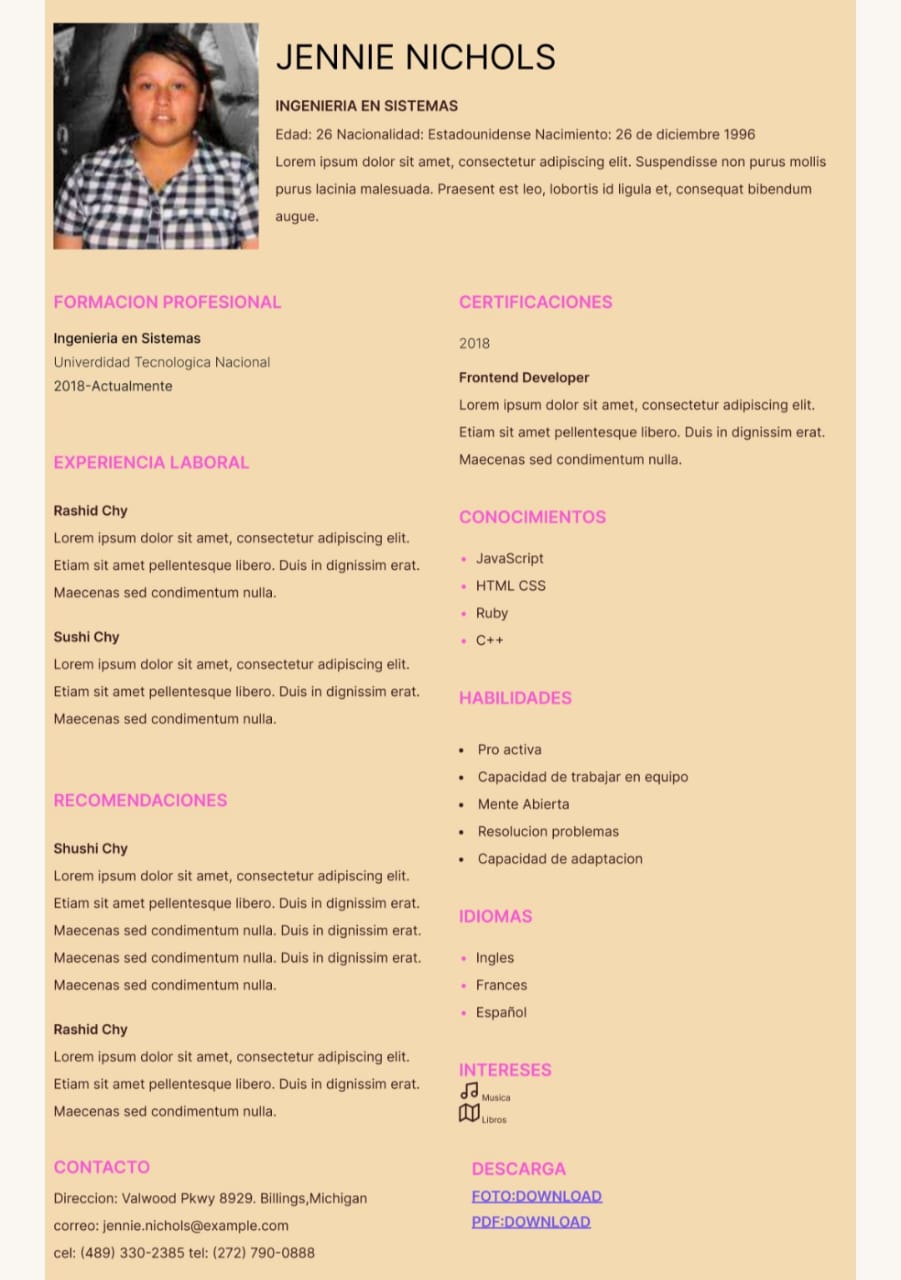 JENNIE NICHOLS
INGENIERIA EN SISTEMAS
Edad: 26 Nacionalidad: Estadounidense Nacimiento: 26 de diciembre 1996
Lorem ipsum dolor sit amet, consectetur adipiscing elit. Suspendisse non purus mollis
purus lacinia malesuada. Praesent est leo, lobortis id ligula et, consequat bibendum
augue.
FORMACION PROFESIONAL
Ingenieria en Sistemas
Univerdidad Tecnologica Nacional
2018-Actualmente
EXPERIENCIA LABORAL
Rashid Chy
Lorem ipsum dolor sit amet, consectetur adipiscing elit.
Etiam sit amet pellentesque libero. Duis in dignissim erat.
Maecenas sed condimentum nulla.
Sushi Chy
Lorem ipsum dolor sit amet, consectetur adipiscing elit.
Etiam sit amet pellentesque libero. Duis in dignissim erat.
Maecenas sed condimentum nulla.
RECOMENDACIONES
Shushi Chy
Lorem ipsum dolor sit amet, consectetur adipiscing elit.
Etiam sit amet pellentesque libero. Duis in dignissim erat.
Maecenas sed condimentum nulla. Duis in dignissim erat.
Maecenas sed condimentum nulla. Duis in dignissim erat.
Maecenas sed condimentum nulla.
Rashid Chy
Lorem ipsum dolor sit amet, consectetur adipiscing elit.
Etiam sit amet pellentesque libero. Duis in dignissim erat.
Maecenas sed condimentum nulla.
CERTIFICACIONES
2018
Frontend Developer
Lorem ipsum dolor sit amet, consectetur adipiscing elit.
Etiam sit amet pellentesque libero. Duis in dignissim erat.
Maecenas sed condimentum nulla.
CONOCIMIENTOS
• JavaScript
• HTML CSS
• Ruby
• C++
HABILIDADES
• Pro activa
• Capacidad de trabajar en equipo
• Mente Abierta
• Resolucion problemas
• Capacidad de adaptacion
IDIOMAS
• Ingles
• Frances
• Español
INTERESES
Musica
Libros
CONTACTO
Direccion: Valwood Pkwy 8929. Billings,Michigan
correo: jennie.nichols@example.com
cel: (489) 330-2385 tel: (272) 790-0888
DESCARGA
FOTO:DOWNLOAD
PDF:DOWNLOAD